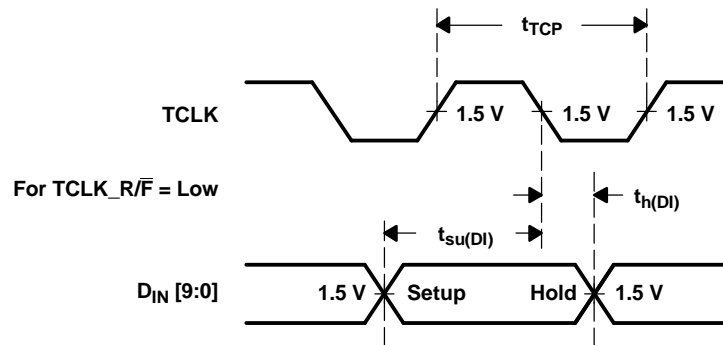 tTCP
TCLK
1.5 V 1.5 V 1.5 V
For TCLK_R/F̅ = Low
th(DI)
tsu(DI)
DIN [9:0]
1.5 V Setup Hold 1.5 V